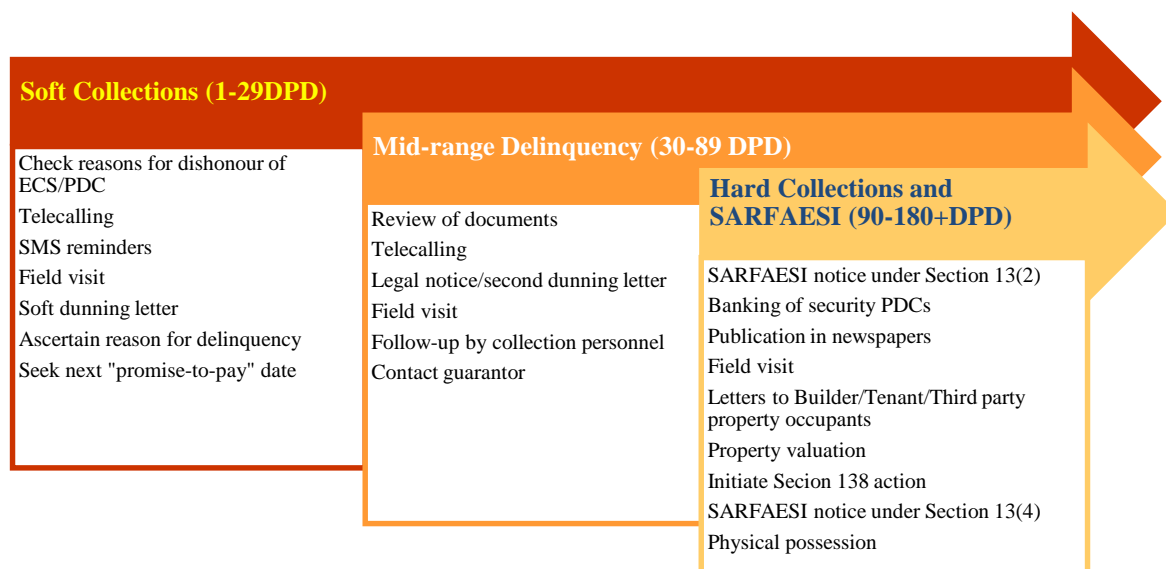 Soft Collections (1-29DPD)
Check reasons for dishonour of
ECS/PDC
Telecalling
SMS reminders
Field visit
Soft dunning letter
Ascertain reason for delinquency
Seek next "promise-to-pay" date
Mid-range Delinquency (30-89 DPD)
Review of documents
Telecalling
Legal notice/second dunning letter
Field visit
Follow-up by collection personnel
Contact guarantor
Hard Collections and
SARFAESI (90-180+DPD)
SARFAESI notice under Section 13(2)
Banking of security PDCs
Publication in newspapers
Field visit
Letters to Builder/Tenant/Third party
property occupants
Property valuation
Initiate Secion 138 action
SARFAESI notice under Section 13(4)
Physical possession